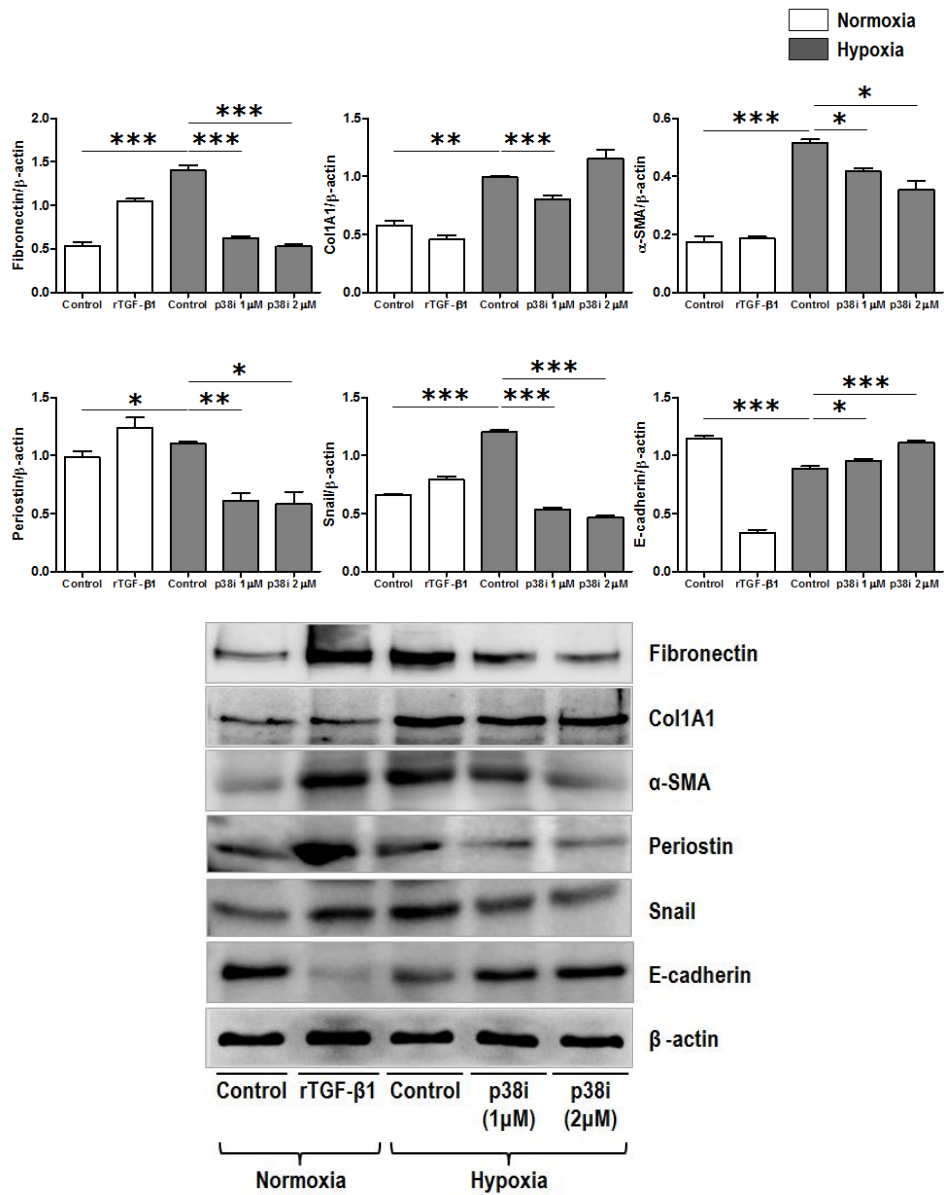 Normoxia
Hypoxia
Fibronectin/β-actin
2.0
1.5
1.0
0.5
0.0
*** *** ***
Control rTGF-β1 Control p38i 1 μM p38i 2 μM
Col1A1/β-actin
1.5
1.0
0.5
0.0
** ***
Control rTGF-β1 Control p38i 1 μM p38i 2 μM
α-SMA/β-actin
0.6
0.4
0.2
0.0
*** * *
Control rTGF-β1 Control p38i 1 μM p38i 2 μM
Periostin/β-actin
1.5
1.0
0.5
0.0
* ** *
Control rTGF-β1 Control p38i 1 μM p38i 2 μM
Snail/β-actin
1.5
1.0
0.5
0.0
*** *** ***
Control rTGF-β1 Control p38i 1 μM p38i 2 μM
E-cadherin/β-actin
1.5
1.0
0.5
0.0
*** * ***
Control rTGF-β1 Control p38i 1 μM p38i 2 μM
Fibronectin
Col1A1
α-SMA
Periostin
Snail
E-cadherin
β -actin
Control rTGF-β1 Control p38i p38i
(1μM) (2μM)
Normoxia Hypoxia